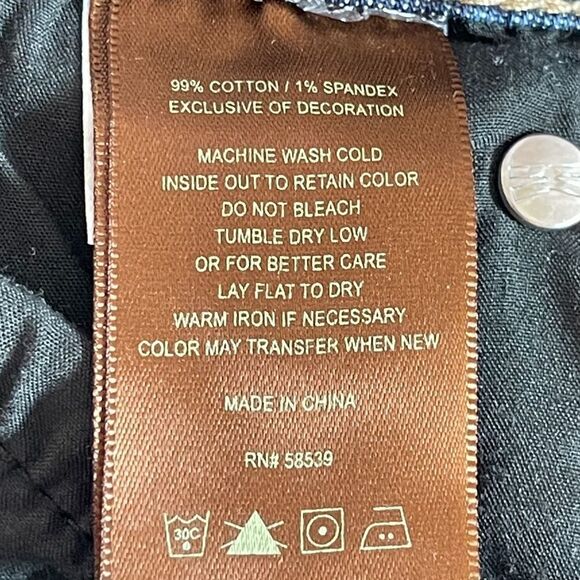 99% COTTON / 1% SPANDEX
EXCLUSIVE OF DECORATION
MACHINE WASH COLD
INSIDE OUT TO RETAIN COLOR
DO NOT BLEACH
TUMBLE DRY LOW
OR FOR BETTER CARE
LAY FLAT TO DRY
WARM IRON IF NECESSARY
COLOR MAY TRANSFER WHEN NEW
MADE IN CHINA
RN# 58539
30C